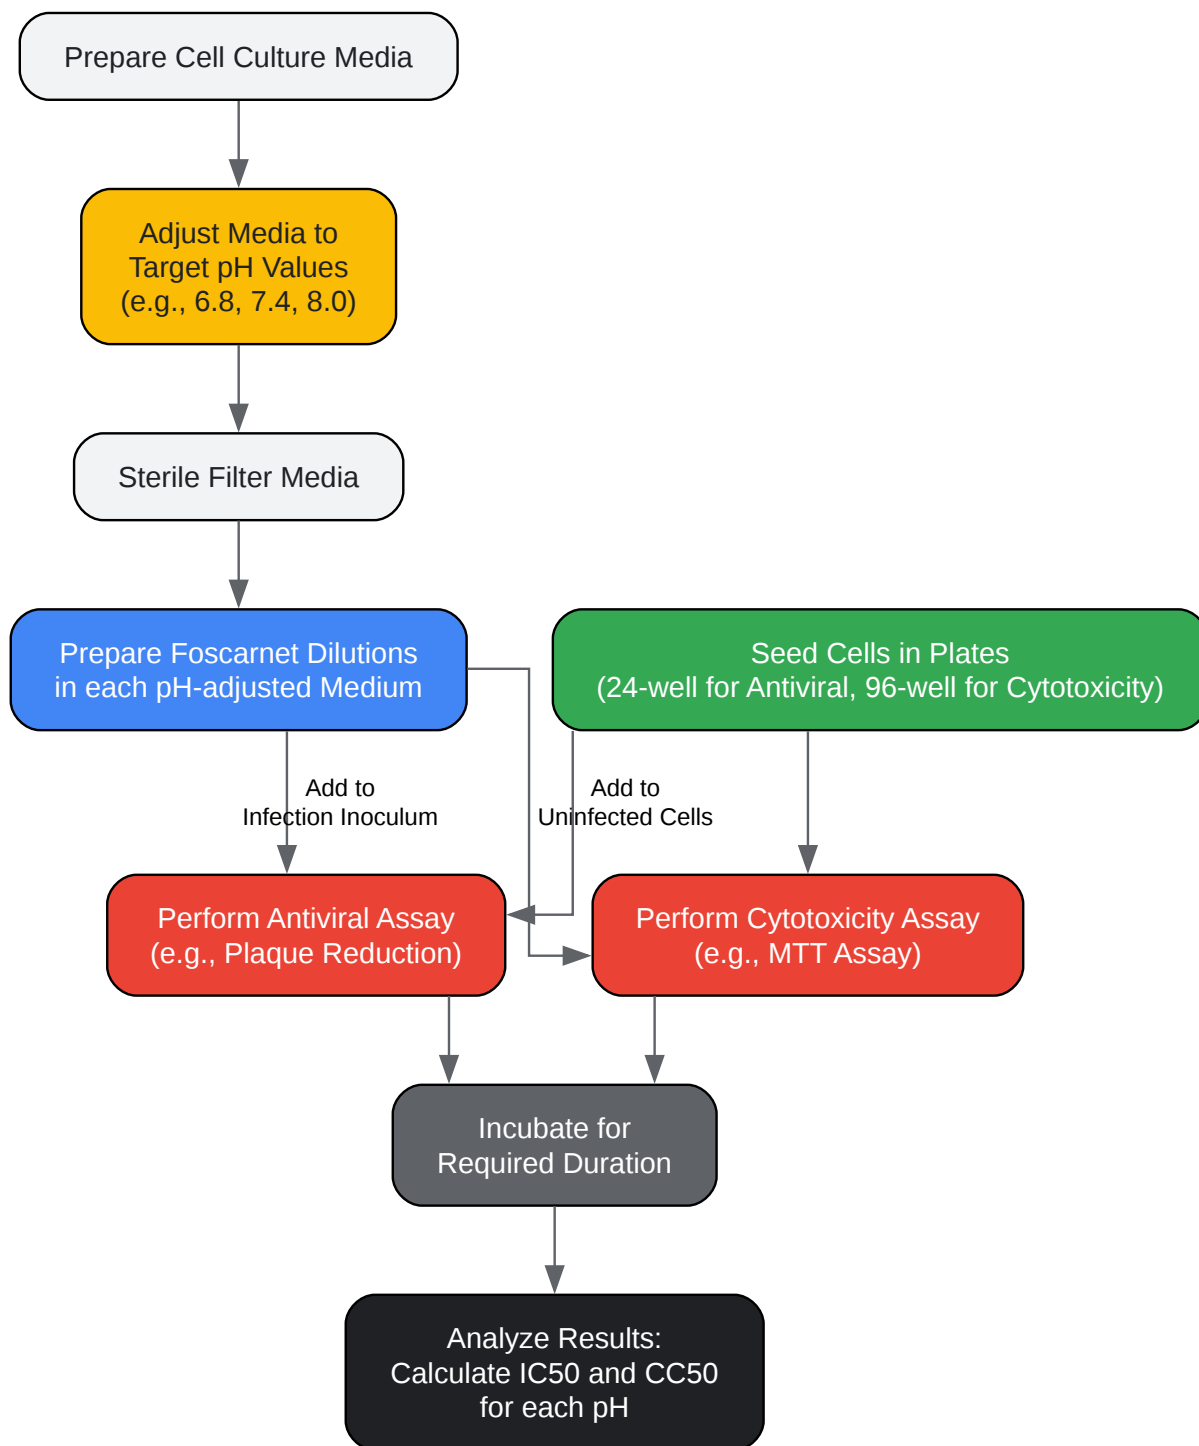 Prepare Cell Culture Media
Adjust Media to
Target pH Values
(e.g., 6.8, 7.4, 8.0)
Sterile Filter Media
Prepare Foscarnet Dilutions
in each pH-adjusted Medium
Seed Cells in Plates
(24-well for Antiviral, 96-well for Cytotoxicity)
Add to
Infection Inoculum
Add to
Uninfected Cells
Perform Antiviral Assay
(e.g., Plaque Reduction)
Perform Cytotoxicity Assay
(e.g., MTT Assay)
Incubate for
Required Duration
Analyze Results:
Calculate IC50 and CC50
for each pH